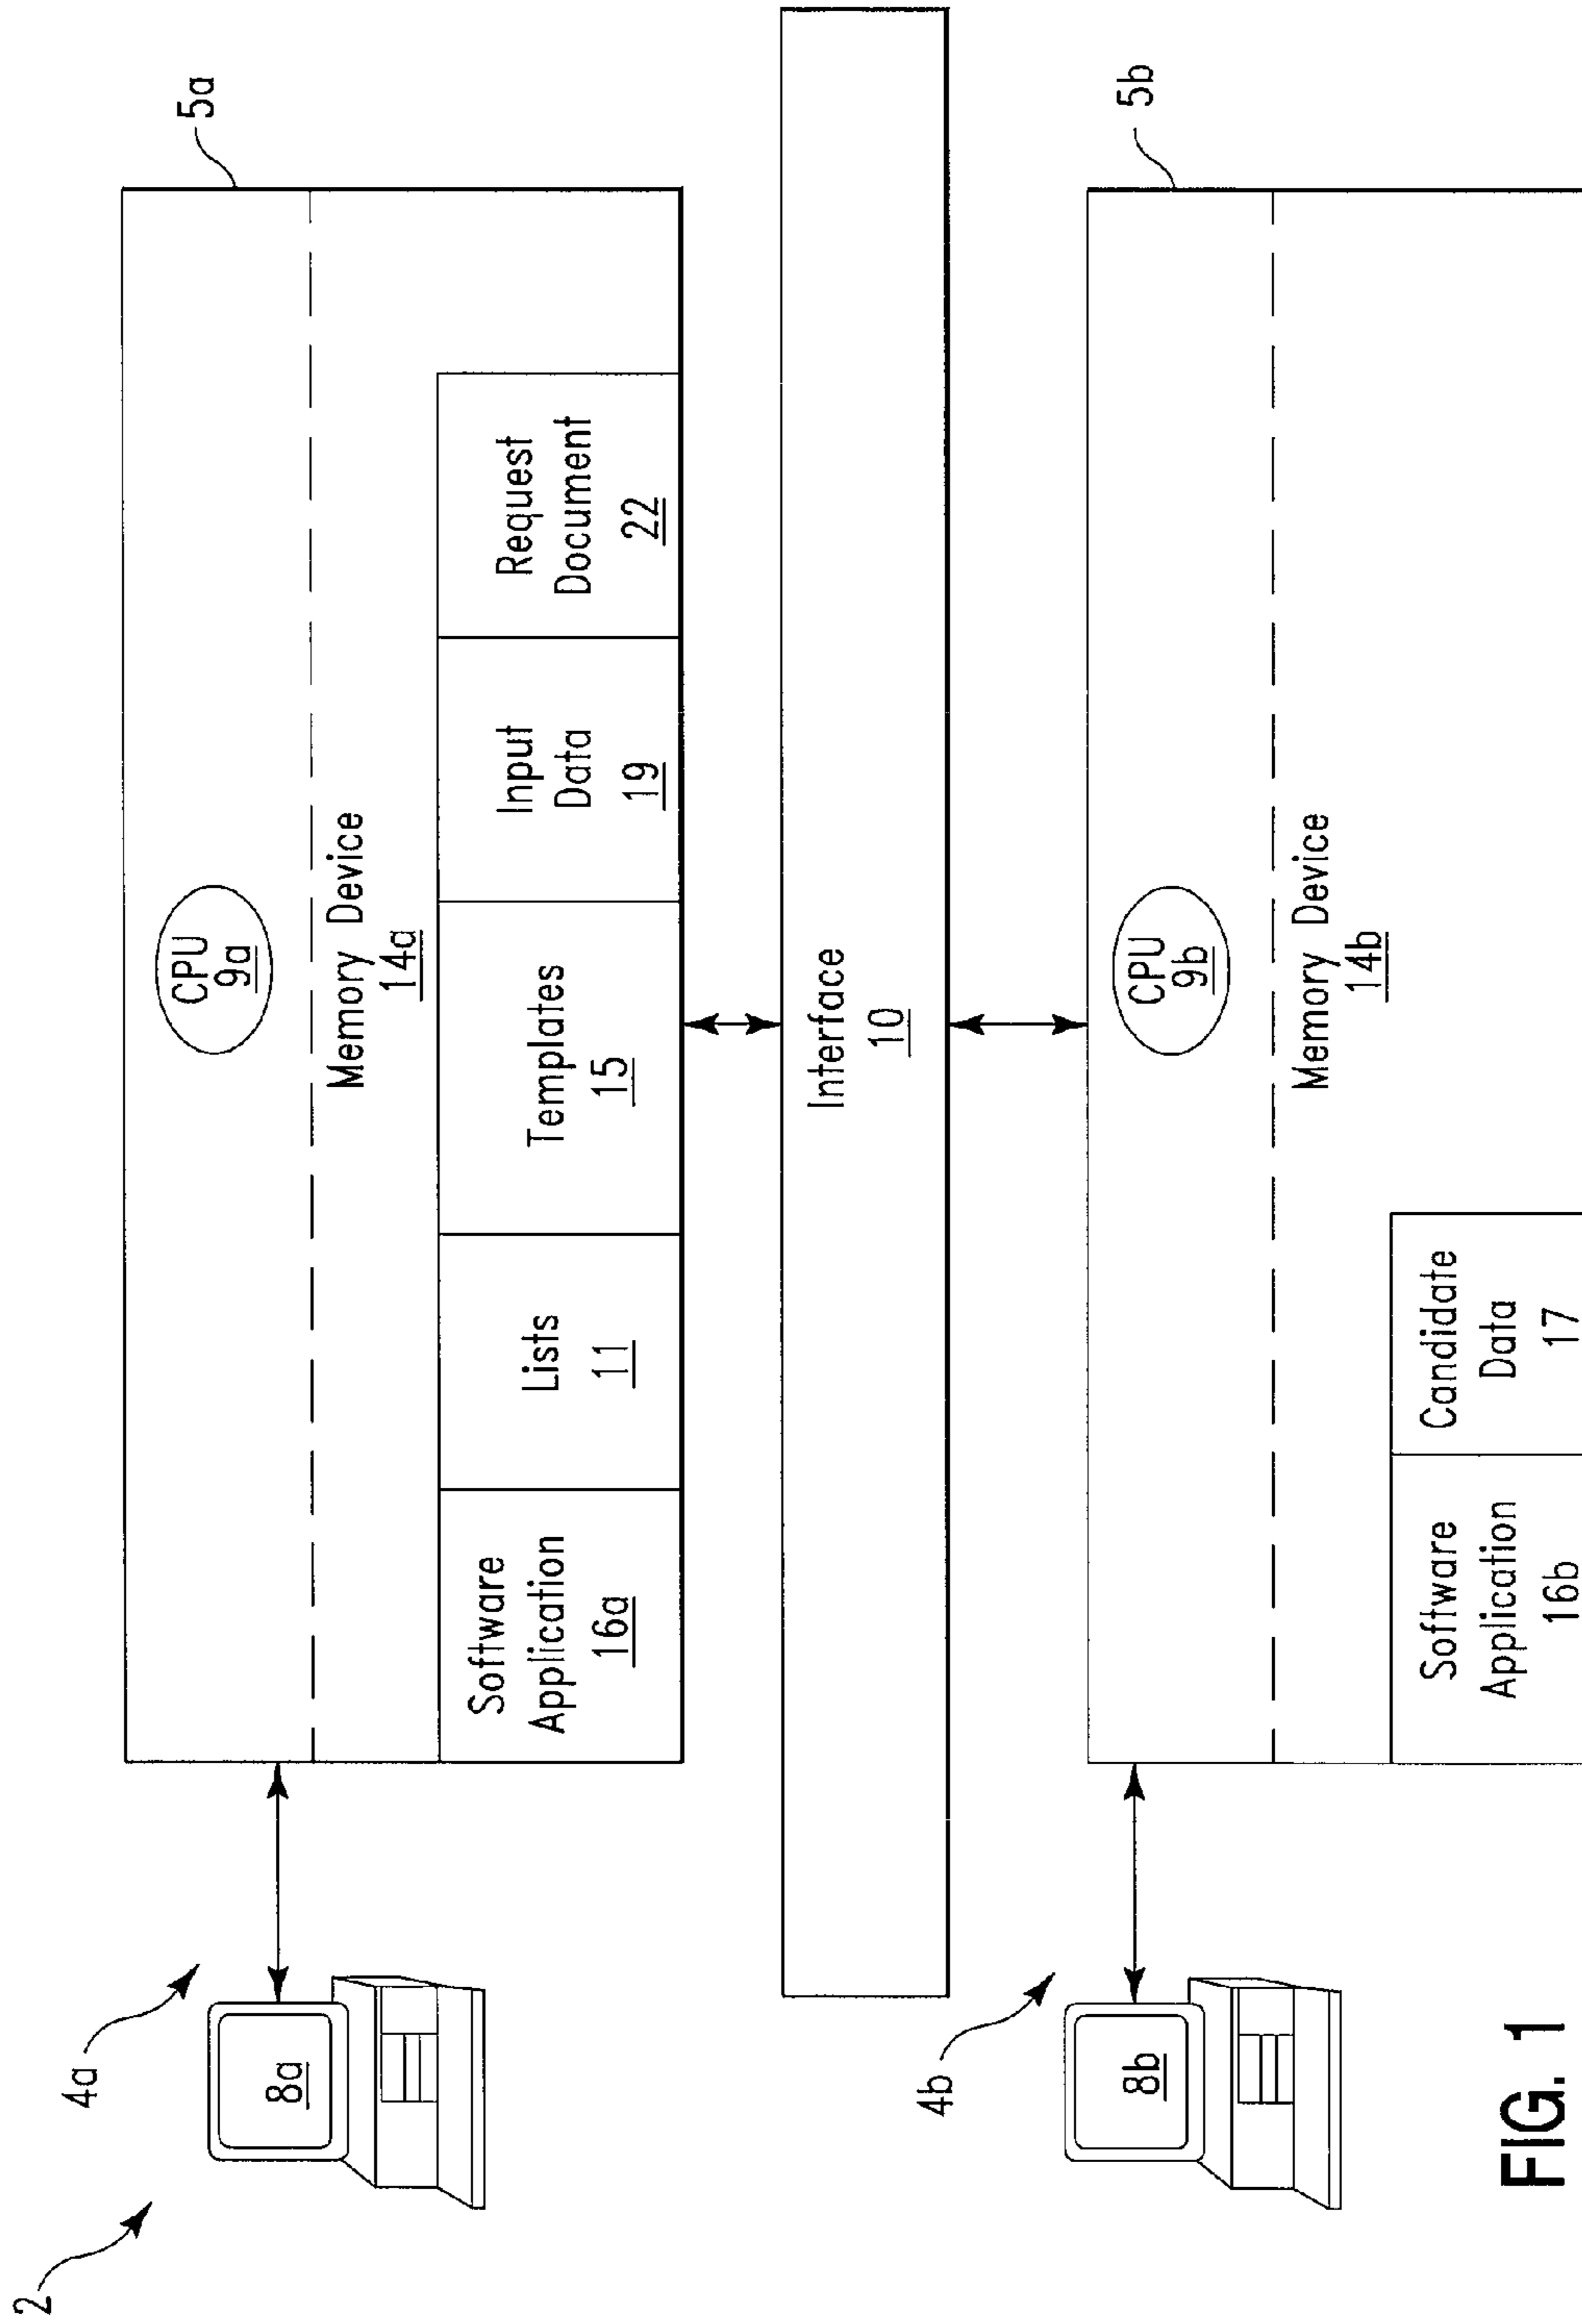 2
4a
8a
5a
CPU
9a
Memory Device
14a
Software
Application
16a
Lists
11
Templates
15
Input
Data
19
Request
Document
22
Interface
10
4b
8b
5b
CPU
9b
Memory Device
14b
Software
Application
16b
Candidate
Data
17
FIG. 1